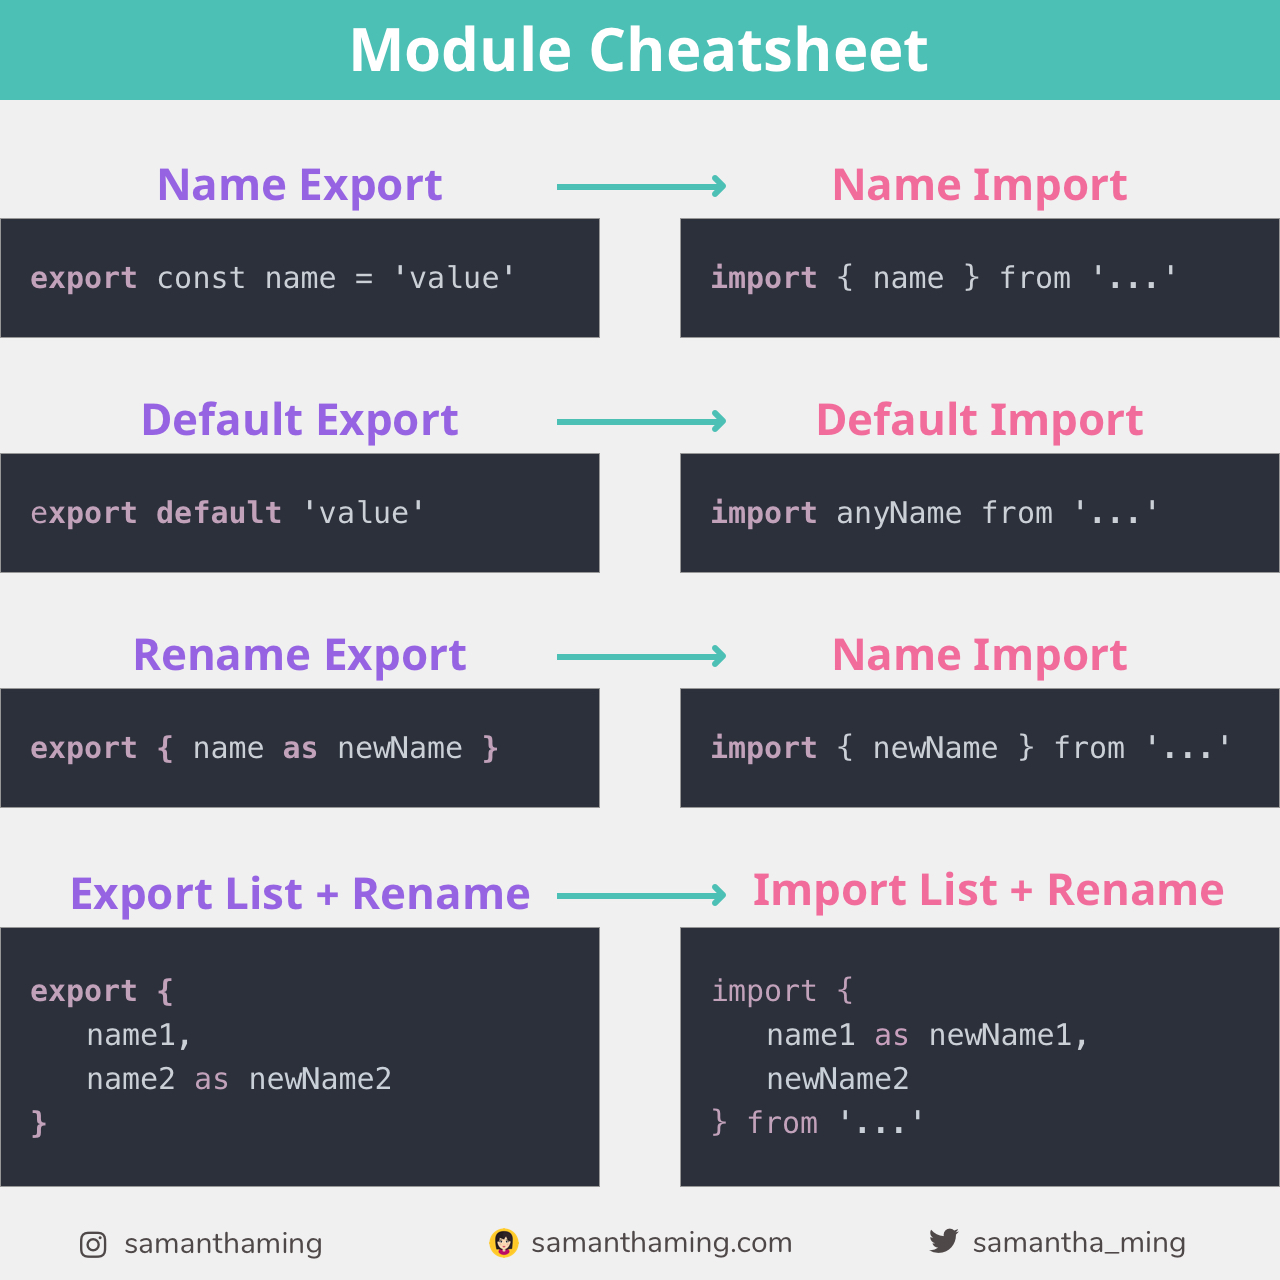 Module Cheatsheet
Name Export
Name Import
export const name = 'value'
import { name } from '...'
Default Export
Default Import
export default 'value'
import anyName from '...'
Rename Export
Name Import
export { name as newName }
import { newName } from '...'
Export List + Rename
Import List + Rename
export {
name1,
name2 as newName2
}
import {
name1 as newName1,
newName2
} from '...'
samanthaming
samanthaming.com
samantha_ming